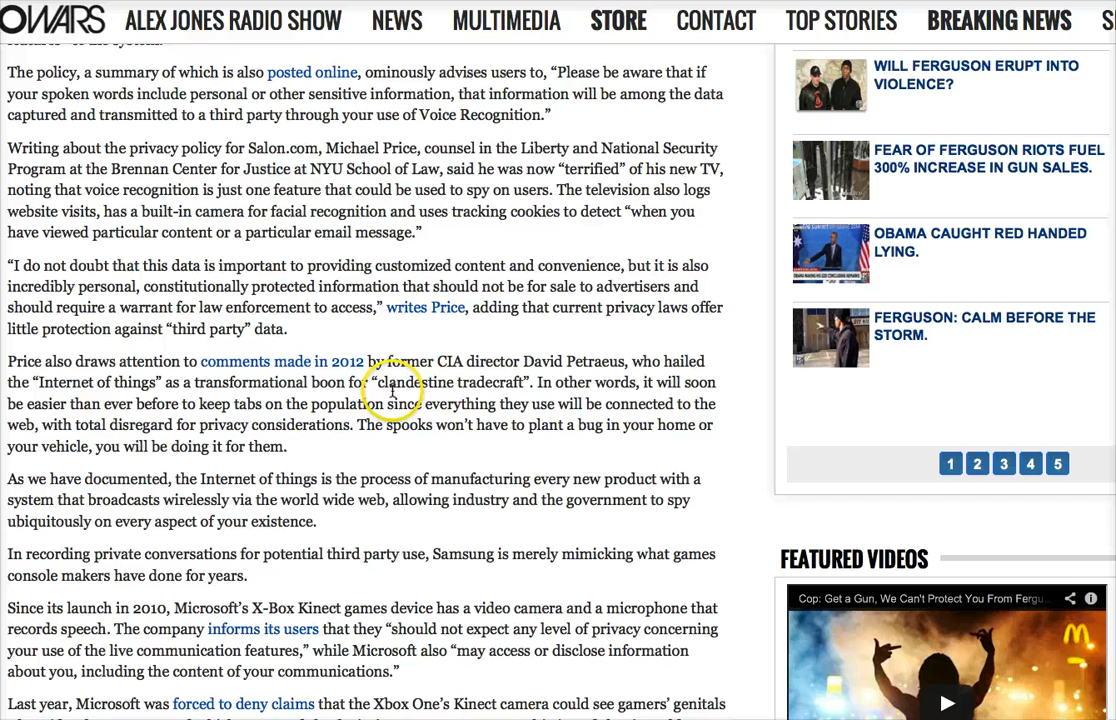 OWARS
ALEX JONES RADIO SHOW
NEWS
MULTIMEDIA
STORE
CONTACT
TOP STORIES
BREAKING NEWS
S
The policy, a summary of which is also posted online, ominously advises users to, “Please be aware that if
your spoken words include personal or other sensitive information, that information will be among the data
captured and transmitted to a third party through your use of Voice Recognition.”
Writing about the privacy policy for Salon.com, Michael Price, counsel in the Liberty and National Security
Program at the Brennan Center for Justice at NYU School of Law, said he was now “terrified” of his new TV,
noting that voice recognition is just one feature that could be used to spy on users. The television also logs
website visits, has a built-in camera for facial recognition and uses tracking cookies to detect “when you
have viewed particular content or a particular email message.”
“I do not doubt that this data is important to providing customized content and convenience, but it is also
incredibly personal, constitutionally protected information that should not be for sale to advertisers and
should require a warrant for law enforcement to access,” writes Price, adding that current privacy laws offer
little protection against “third party” data.
Price also draws attention to comments made in 2012 by former CIA director David Petraeus, who hailed
the “Internet of things” as a transformational boon for “clandestine tradecraft”. In other words, it will soon
be easier than ever before to keep tabs on the population since everything they use will be connected to the
web, with total disregard for privacy considerations. The spooks won’t have to plant a bug in your home or
your vehicle, you will be doing it for them.
As we have documented, the Internet of things is the process of manufacturing every new product with a
system that broadcasts wirelessly via the world wide web, allowing industry and the government to spy
ubiquitously on every aspect of your existence.
In recording private conversations for potential third party use, Samsung is merely mimicking what games
console makers have done for years.
Since its launch in 2010, Microsoft’s X-Box Kinect games device has a video camera and a microphone that
records speech. The company informs its users that they “should not expect any level of privacy concerning
your use of the live communication features,” while Microsoft also “may access or disclose information
about you, including the content of your communications.”
Last year, Microsoft was forced to deny claims that the Xbox One’s Kinect camera could see gamers’ genitals
WILL FERGUSON ERUPT INTO
VIOLENCE?
FEAR OF FERGUSON RIOTS FUEL
300% INCREASE IN GUN SALES.
OBAMA CAUGHT RED HANDED
LYING.
FERGUSON: CALM BEFORE THE
STORM.
1 2 3 4 5
FEATURED VIDEOS
Cop: Get a Gun, We Can't Protect You From Fergu...